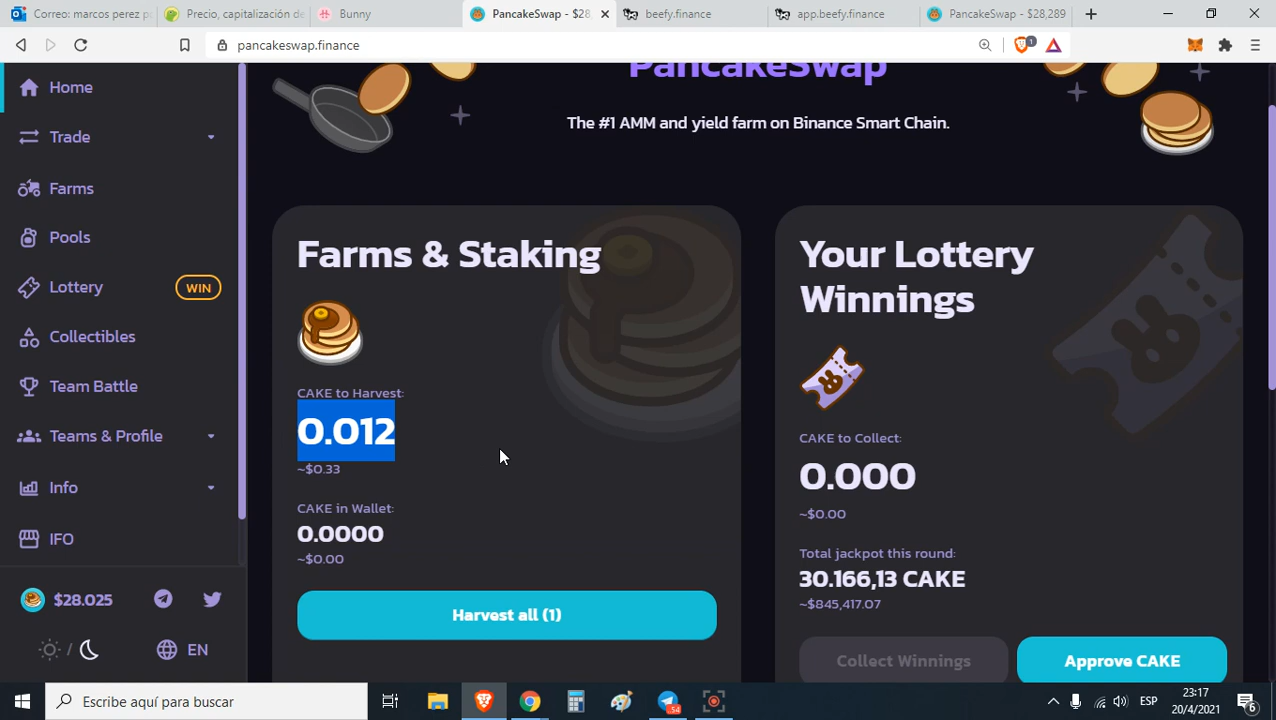 Correo: marcos perez p
Precio, capitalización de
Bunny
PancakeSwap - $28,
beefy.finance
app.beefy.finance
PancakeSwap - $28,289
pancakeswap.finance
1
Home
Trade
Farms
Pools
Lottery
WIN
Collectibles
Team Battle
Teams & Profile
Info
IFO
$28.025
/
EN
PancakeSwap
The #1 AMM and yield farm on Binance Smart Chain.
Farms & Staking
CAKE to Harvest:
0.012
~$0.33
CAKE in Wallet:
0.0000
~$0.00
Harvest all (1)
Your Lottery
Winnings
CAKE to Collect:
0.000
~$0.00
Total jackpot this round:
30.166,13 CAKE
~$845,417.07
Collect Winnings
Approve CAKE
Escribe aquí para buscar
54
ESP
23:17
20/4/2021
6